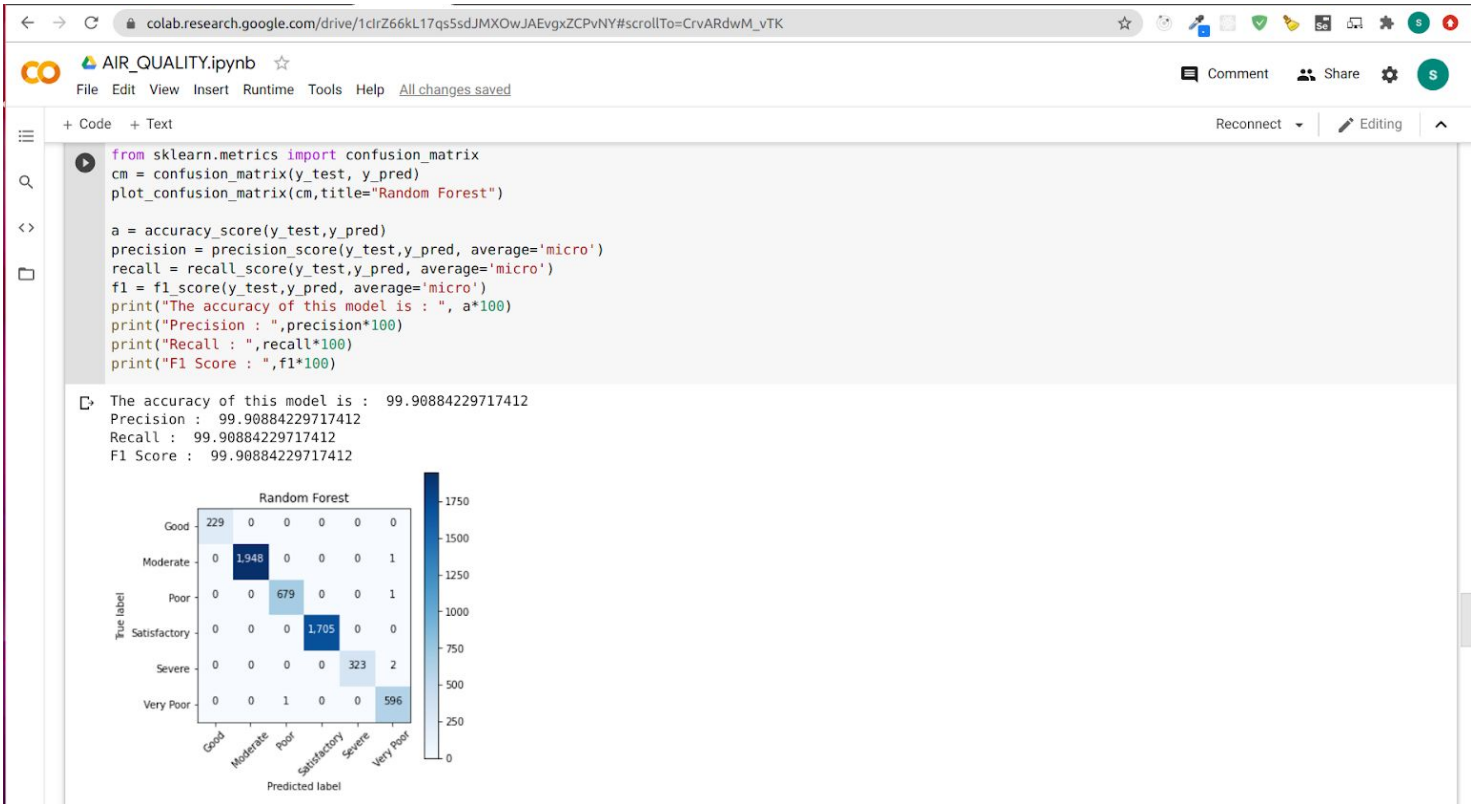 colab.research.google.com/drive/1cIrZ66kL17qs5sdJMXOwJAEvgxZCPvNY#scrollTo=CrvARdwM_vTK
CO AIR_QUALITY.ipynb
Comment Share S
File Edit View Insert Runtime Tools Help All changes saved
+ Code + Text Reconnect Editing
from sklearn.metrics import confusion_matrix
cm = confusion_matrix(y_test, y_pred)
plot_confusion_matrix(cm,title="Random Forest")
a = accuracy_score(y_test,y_pred)
precision = precision_score(y_test,y_pred, average='micro')
recall = recall_score(y_test,y_pred, average='micro')
f1 = f1_score(y_test,y_pred, average='micro')
print("The accuracy of this model is : ", a*100)
print("Precision : ",precision*100)
print("Recall : ",recall*100)
print("F1 Score : ",f1*100)
The accuracy of this model is :  99.90884229717412
Precision :  99.90884229717412
Recall :  99.90884229717412
F1 Score :  99.90884229717412
Random Forest
True label
Good 229 0 0 0 0 0
Moderate 0 1,948 0 0 0 1
Poor 0 0 679 0 0 1
Satisfactory 0 0 0 1,705 0 0
Severe 0 0 0 0 323 2
Very Poor 0 0 1 0 0 596
Good Moderate Poor Satisfactory Severe Very Poor
Predicted label
1750
1500
1250
1000
750
500
250
0